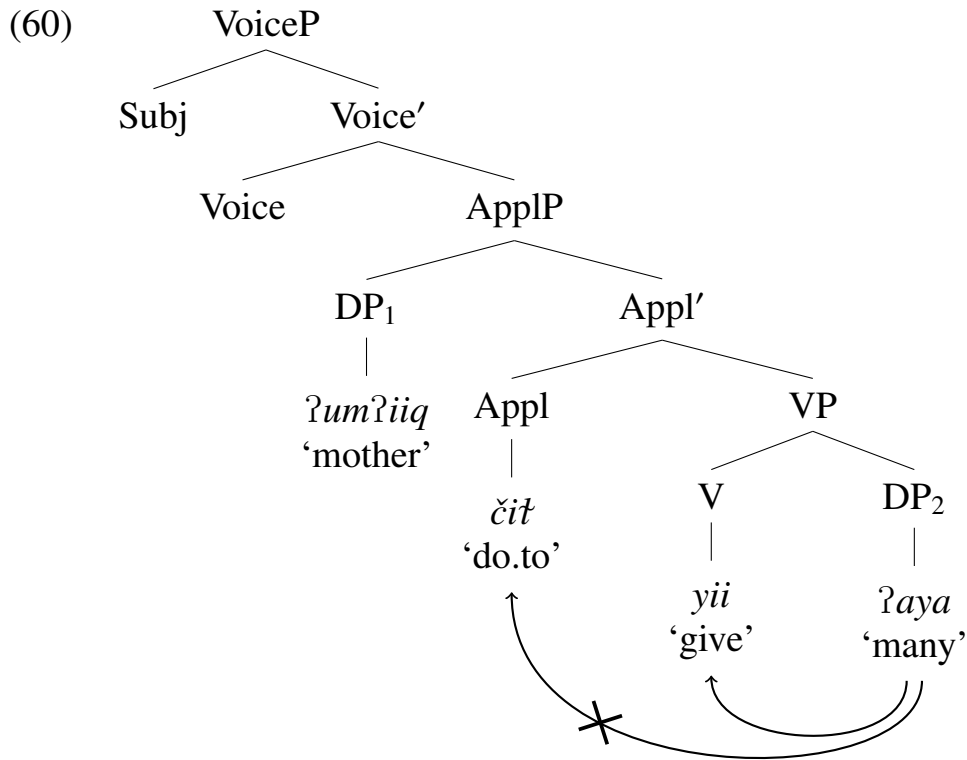 (60) VoiceP
Subj Voice′
Voice ApplP
DP₁ Appl′
ʔumʔiiq Appl VP
‘mother’
čiɬ V DP₂
‘do.to’
yii ʔaya
‘give’ ‘many’